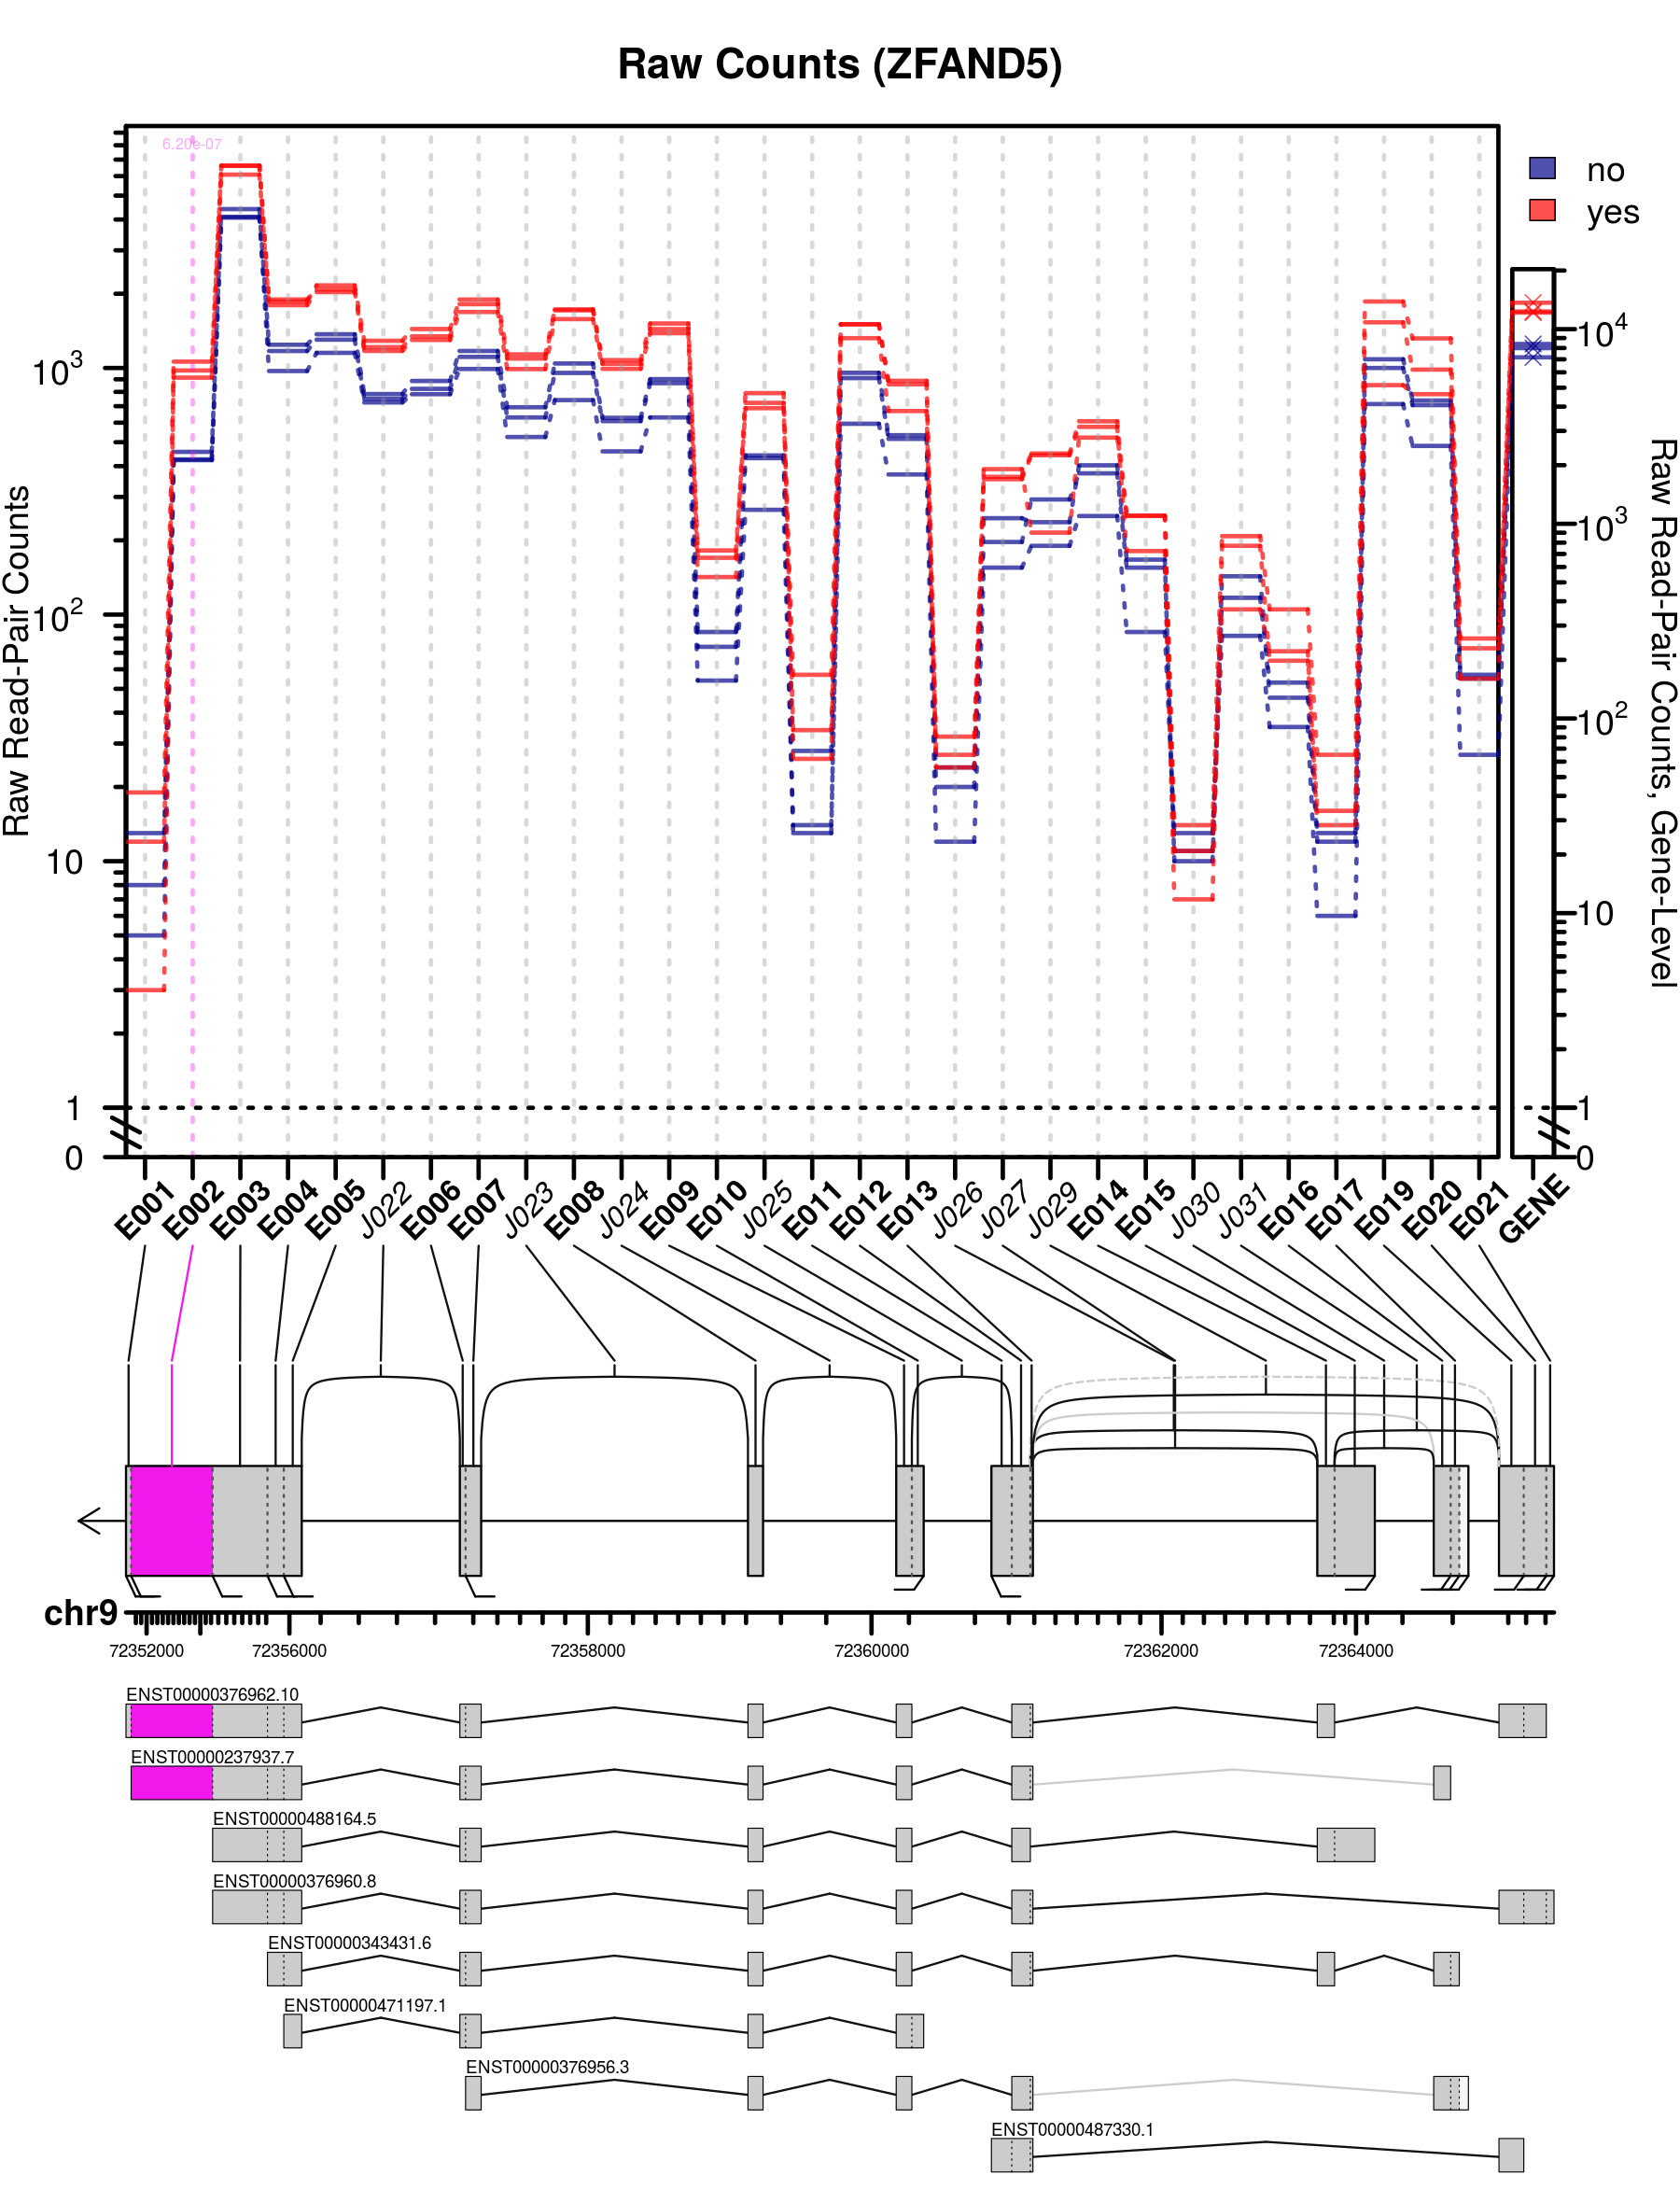 Raw Counts (ZFAND5)
6.20e-07
no
yes
Raw Read-Pair Counts
10^3
10^2
10
1
0
Raw Read-Pair Counts, Gene-Level
10^4
10^3
10^2
10
1
0
E001 E002 E003 E004 E005 J022 E006 E007 J023 E008 J024 E009 E010 J025 E011 E012 E013 J026 J027 J029 E014 E015 J030 J031 E016 E017 E019 E020 E021 GENE
chr9
72352000 72356000 72358000 72360000 72362000 72364000
ENST00000376962.10
ENST00000237937.7
ENST00000488164.5
ENST00000376960.8
ENST00000343431.6
ENST00000471197.1
ENST00000376956.3
ENST00000487330.1